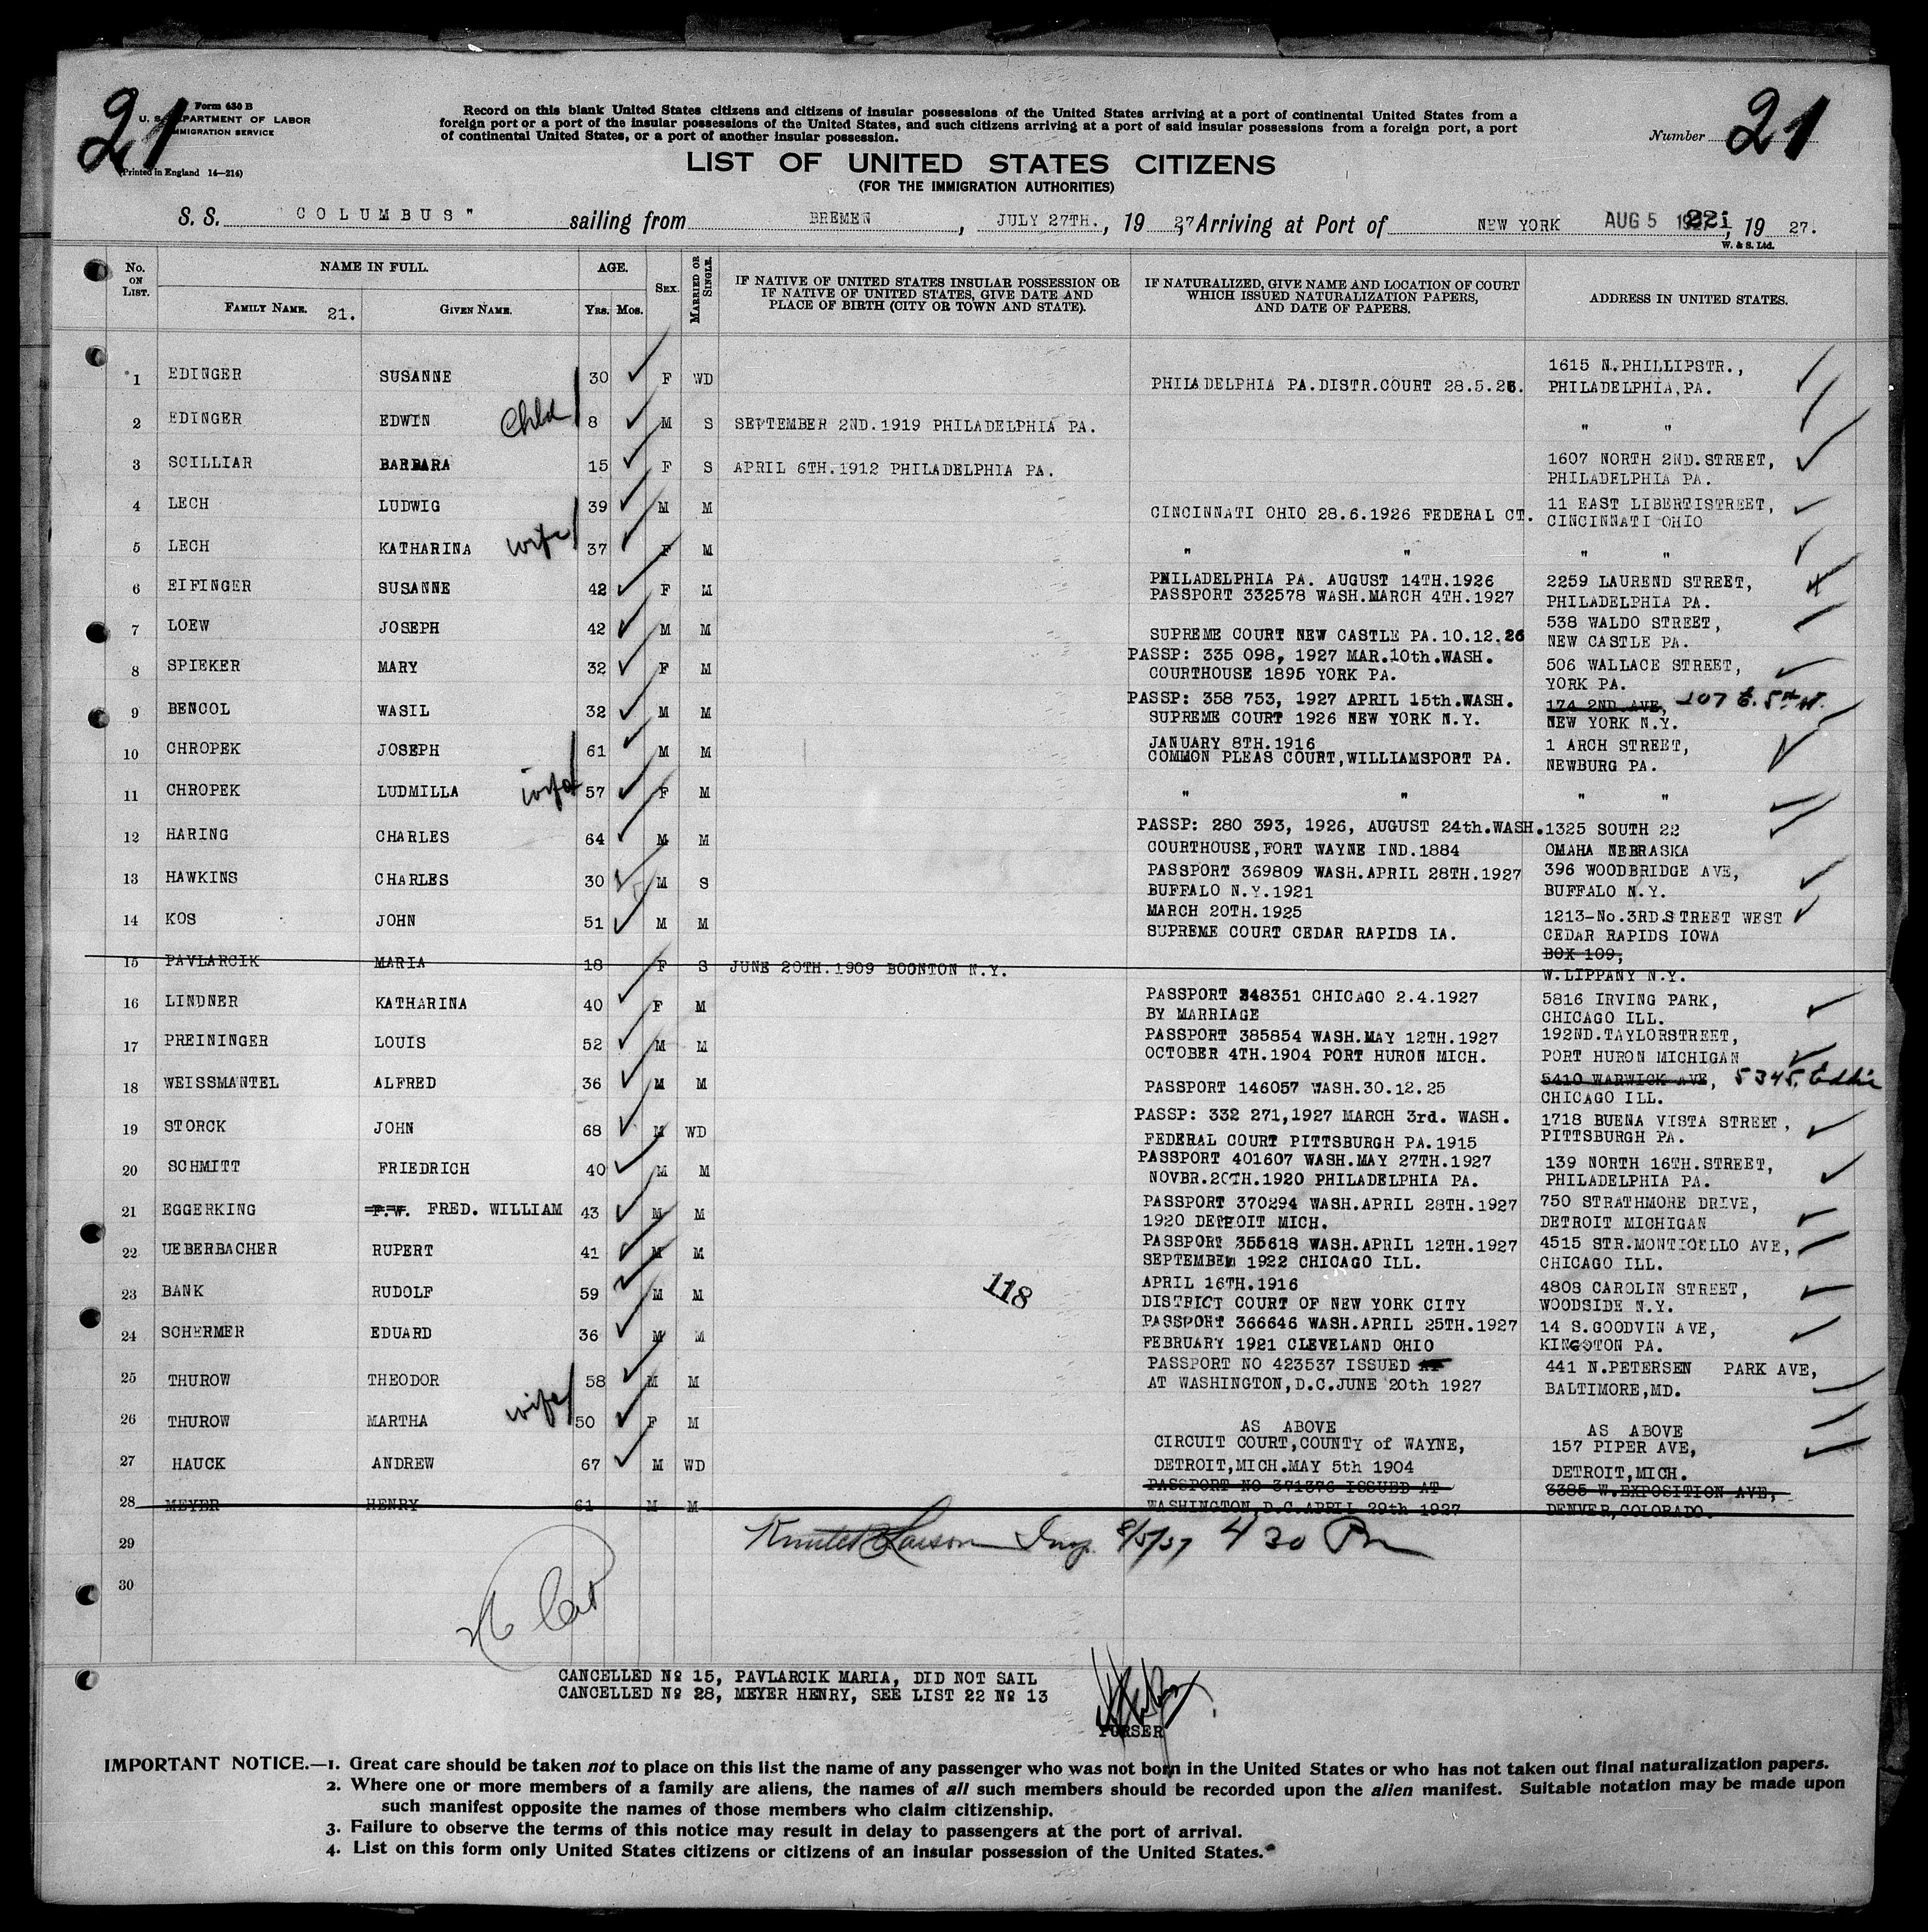 21
Form 630 B
U. S. DEPARTMENT OF LABOR
IMMIGRATION SERVICE
(Printed in England 14—214)
Record on this blank United States citizens and citizens of insular possessions of the United States arriving at a port of continental United States from a
foreign port or a port of the insular possessions of the United States, and such citizens arriving at a port of said insular possessions from a foreign port, a port
of continental United States, or a port of another insular possession.
Number 21
LIST OF UNITED STATES CITIZENS
(FOR THE IMMIGRATION AUTHORITIES)
S. S. "COLUMBUS" sailing from BREMEN, JULY 27TH., 19 27, Arriving at Port of NEW YORK AUG 5 19 27.
W. & S. Ltd.
No. ON LIST. NAME IN FULL. AGE. SEX. MARRIED OR SINGLE. IF NATIVE OF UNITED STATES INSULAR POSSESSION OR IF NATIVE OF UNITED STATES, GIVE DATE AND PLACE OF BIRTH (CITY OR TOWN AND STATE). IF NATURALIZED, GIVE NAME AND LOCATION OF COURT WHICH ISSUED NATURALIZATION PAPERS, AND DATE OF PAPERS. ADDRESS IN UNITED STATES.
FAMILY NAME. 21. GIVEN NAME. YRS. MOS.
1 EDINGER SUSANNE 30 F WD PHILADELPHIA PA.DISTR.COURT 28.5.26. 1615 N.PHILLIPSTR., PHILADELPHIA,PA.
2 EDINGER EDWIN Child 8 M S SEPTEMBER 2ND.1919 PHILADELPHIA PA. " "
3 SCILLIAR BARBARA 15 F S APRIL 6TH.1912 PHILADELPHIA PA. 1607 NORTH 2ND.STREET, PHILADELPHIA PA.
4 LECH LUDWIG 39 M M CINCINNATI OHIO 28.6.1926 FEDERAL CT. 11 EAST LIBERTISTREET, CINCINNATI OHIO
5 LECH KATHARINA wife 37 F M " " " "
6 EIFINGER SUSANNE 42 F M PHILADELPHIA PA. AUGUST 14TH.1926 PASSPORT 332578 WASH.MARCH 4TH.1927 2259 LAUREND STREET, PHILADELPHIA PA.
7 LOEW JOSEPH 42 M M SUPREME COURT NEW CASTLE PA.10.12.26 538 WALDO STREET, NEW CASTLE PA.
8 SPIEKER MARY 32 F M PASSP: 335 098, 1927 MAR.10th.WASH. COURTHOUSE 1895 YORK PA. 506 WALLACE STREET, YORK PA.
9 BENCOL WASIL 32 M M PASSP: 358 753, 1927 APRIL 15th.WASH. SUPREME COURT 1926 NEW YORK N.Y. 174 2ND.AVE, 107 E. 5th St. NEW YORK N.Y.
10 CHROPEK JOSEPH 61 M M JANUARY 8TH.1916 COMMON PLEAS COURT,WILLIAMSPORT PA. 1 ARCH STREET, NEWBURG PA.
11 CHROPEK LUDMILLA wife 57 F M " " " "
12 HARING CHARLES 64 M M PASSP: 280 393, 1926, AUGUST 24th.WASH. COURTHOUSE,FORT WAYNE IND.1884 1325 SOUTH 22 OMAHA NEBRASKA
13 HAWKINS CHARLES 30 M S PASSPORT 369809 WASH.APRIL 28TH.1927 BUFFALO N.Y.1921 396 WOODBRIDGE AVE, BUFFALO N.Y.
14 KOS JOHN 51 M M MARCH 20TH.1925 SUPREME COURT CEDAR RAPIDS IA. 1213-No.3RD.STREET WEST CEDAR RAPIDS IOWA
15 PAVLARCIK MARIA 18 F S JUNE 20TH.1909 BOONTON N.Y. BOX 109, W.LIPPANY N.Y.
16 LINDNER KATHARINA 40 F M PASSPORT 348351 CHICAGO 2.4.1927 BY MARRIAGE 5816 IRVING PARK, CHICAGO ILL.
17 PREININGER LOUIS 52 M M PASSPORT 385854 WASH.MAY 12TH.1927 OCTOBER 4TH.1904 PORT HURON MICH. 192ND.TAYLORSTREET, PORT HURON MICHIGAN
18 WEISSMANTEL ALFRED 36 M M PASSPORT 146057 WASH.30.12.25 5410 WARWICK AVE, 5345 CHICAGO ILL.
19 STORCK JOHN 68 M WD PASSP: 332 271,1927 MARCH 3rd. WASH. FEDERAL COURT PITTSBURGH PA.1915 1718 BUENA VISTA STREET, PITTSBURGH PA.
20 SCHMITT FRIEDRICH 40 M M PASSPORT 401607 WASH.MAY 27TH.1927 NOVBR.20TH.1920 PHILADELPHIA PA. 139 NORTH 16TH.STREET, PHILADELPHIA PA.
21 EGGERKING F.W. FRED. WILLIAM 43 M M PASSPORT 370294 WASH.APRIL 28TH.1927 1920 DETROIT MICH. 750 STRATHMORE DRIVE, DETROIT MICHIGAN
22 UEBERBACHER RUPERT 41 M M PASSPORT 355618 WASH.APRIL 12TH.1927 SEPTEMBER 1922 CHICAGO ILL. 4515 STR.MONTICELLO AVE, CHICAGO ILL.
23 BANK RUDOLF 59 M M 118 APRIL 16TH.1916 DISTRICT COURT OF NEW YORK CITY 4808 CAROLIN STREET, WOODSIDE N.Y.
24 SCHERMER EDUARD 36 M M PASSPORT 366646 WASH.APRIL 25TH.1927 FEBRUARY 1921 CLEVELAND OHIO 14 S.GOODVIN AVE, KINGSTON PA.
25 THUROW THEODOR 58 M M PASSPORT NO 423537 ISSUED AT AT WASHINGTON,D.C.JUNE 20th 1927 441 N.PETERSEN PARK AVE, BALTIMORE,MD.
26 THUROW MARTHA wife 50 F M AS ABOVE AS ABOVE
27 HAUCK ANDREW 67 M WD CIRCUIT COURT,COUNTY of WAYNE, DETROIT,MICH.MAY 5th 1904 157 PIPER AVE, DETROIT,MICH.
28 MEYER HENRY 61 M M PASSPORT NO 371376 ISSUED AT WASHINGTON,D.C.APRIL 29th 1927 3385 W.EXPOSITION AVE, DENVER,COLORADO.
29 Larson Insp. 8/5/27 4 30 Pm
30
CANCELLED № 15, PAVLARCIK MARIA, DID NOT SAIL
CANCELLED № 28, MEYER HENRY, SEE LIST 22 № 13
PURSER
IMPORTANT NOTICE.—1. Great care should be taken not to place on this list the name of any passenger who was not born in the United States or who has not taken out final naturalization papers.
2. Where one or more members of a family are aliens, the names of all such members should be recorded upon the alien manifest. Suitable notation may be made upon
such manifest opposite the names of those members who claim citizenship.
3. Failure to observe the terms of this notice may result in delay to passengers at the port of arrival.
4. List on this form only United States citizens or citizens of an insular possession of the United States.